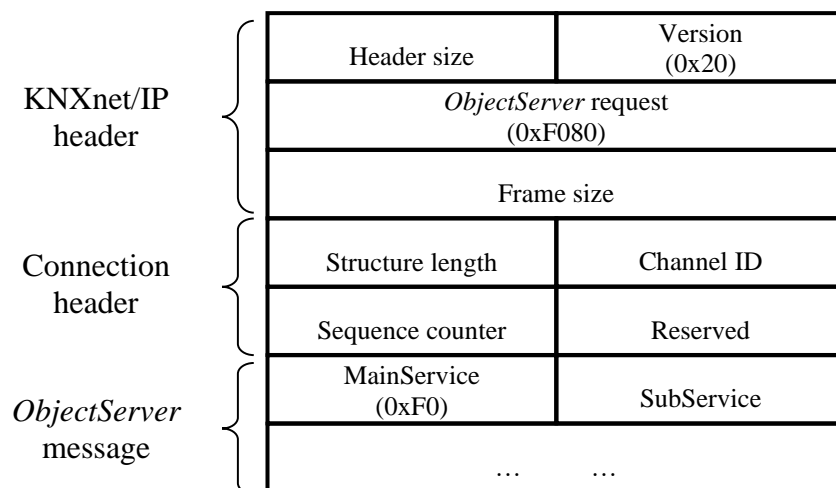 KNXnet/IP
header
Header size
Version
(0x20)
ObjectServer request
(0xF080)
Frame size
Connection
header
Structure length
Channel ID
Sequence counter
Reserved
ObjectServer
message
MainService
(0xF0)
SubService
… …